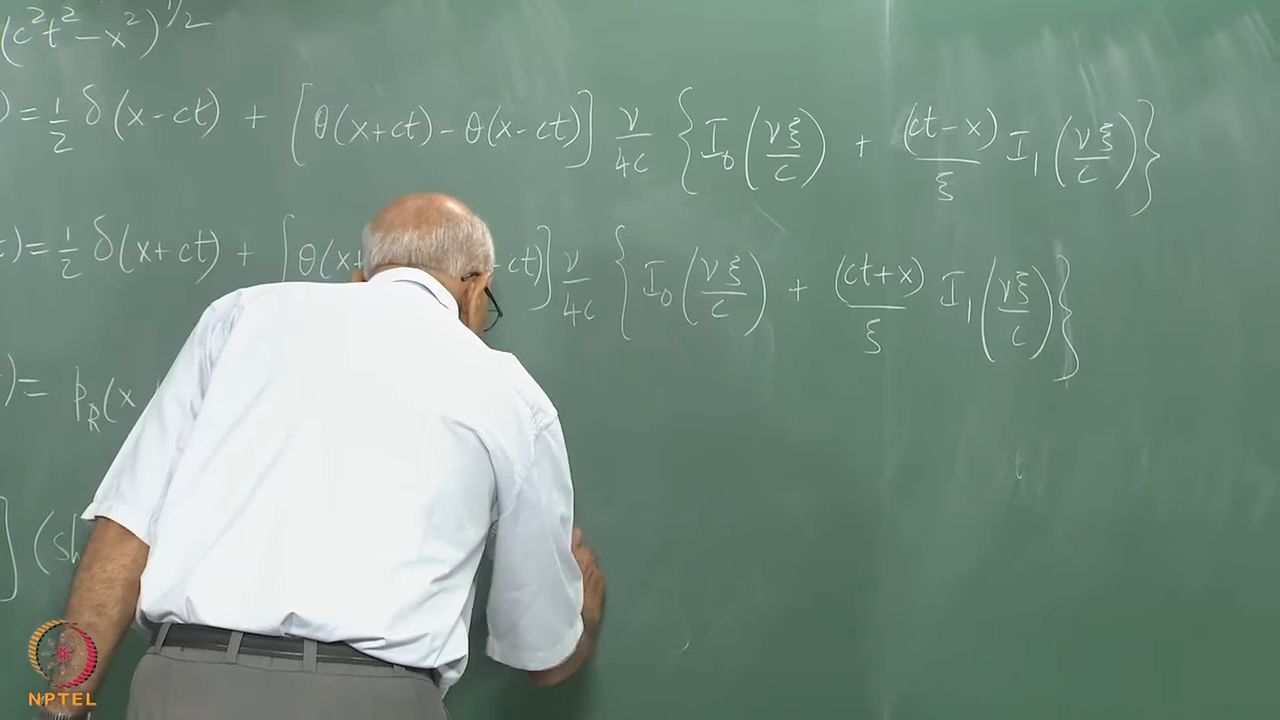 (c²t²-x²)^1/2
)=½ δ(x-ct) + [θ(x+ct)-θ(x-ct)] ν/4c {I₀(νξ/c) + (ct-x)/ξ I₁(νξ/c)}
t)=½ δ(x+ct) + [θ(x+ -ct)] ν/4c {I₀(νξ/c) + (ct+x)/ξ I₁(νξ/c)}
)= p_R(x
t
] (sh
NPTEL